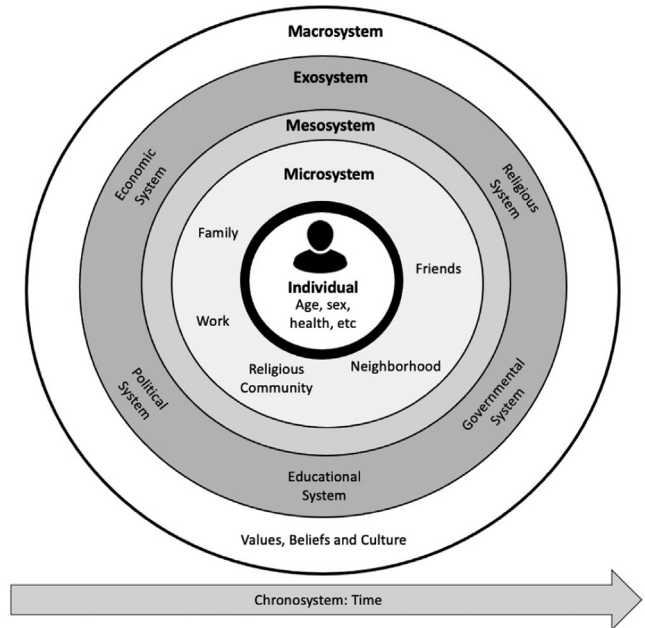 Macrosystem
Exosystem
Mesosystem
Microsystem
Economic
System
Religious
System
Family
Friends
Individual
Age, sex,
health, etc
Work
Religious
Community
Neighborhood
Political
System
Governmental
System
Educational
System
Values, Beliefs and Culture
Chronosystem: Time